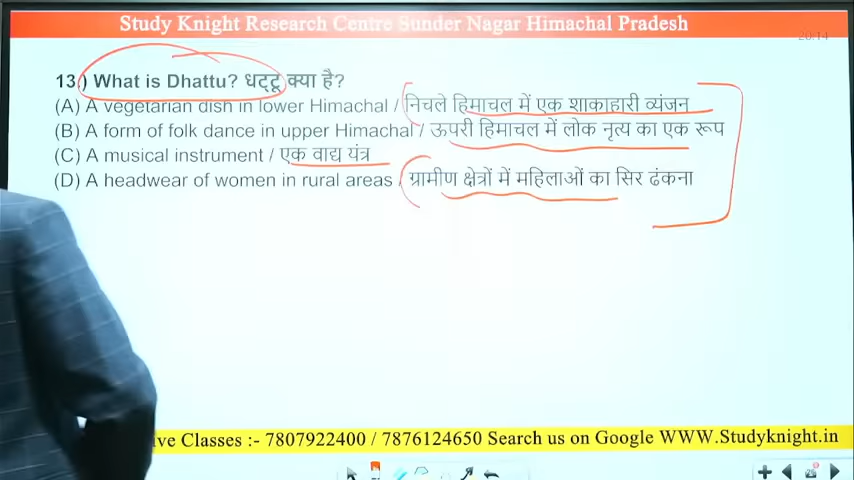 Study Knight Research Centre Sunder Nagar Himachal Pradesh
20:14
13.) What is Dhattu? धट्टू क्या है?
(A) A vegetarian dish in lower Himachal / निचले हिमाचल में एक शाकाहारी व्यंजन
(B) A form of folk dance in upper Himachal / ऊपरी हिमाचल में लोक नृत्य का एक रूप
(C) A musical instrument / एक वाद्य यंत्र
(D) A headwear of women in rural areas / ग्रामीण क्षेत्रों में महिलाओं का सिर ढंकना
ive Classes :- 7807922400 / 7876124650 Search us on Google WWW.Studyknight.in